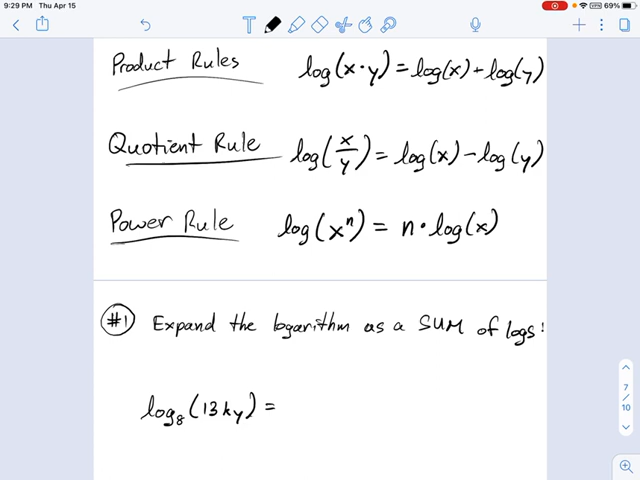 9:29 PM Thu Apr 15
69%
Product Rules log(x·y) = log(x) + log(y)
Quotient Rule log(x/y) = log(x) − log(y)
Power Rule log(xⁿ) = n·log(x)
#1 Expand the logarithm as a SUM of logs:
log₈(13ky) =
7
/
10